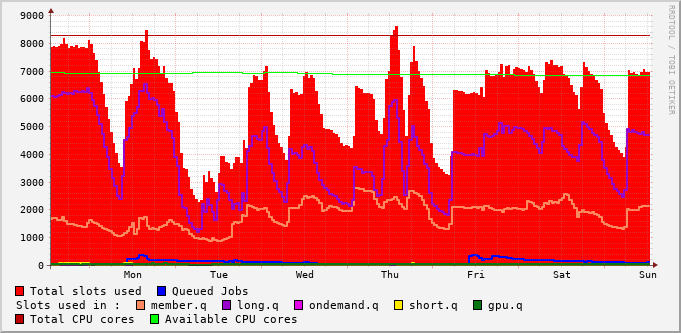 9000
8000
7000
6000
5000
4000
3000
2000
1000
0
Mon Tue Wed Thu Fri Sat Sun
RRDTOOL / TOBI OETIKER
Total slots used Queued Jobs
Slots used in : member.q long.q ondemand.q short.q gpu.q
Total CPU cores Available CPU cores